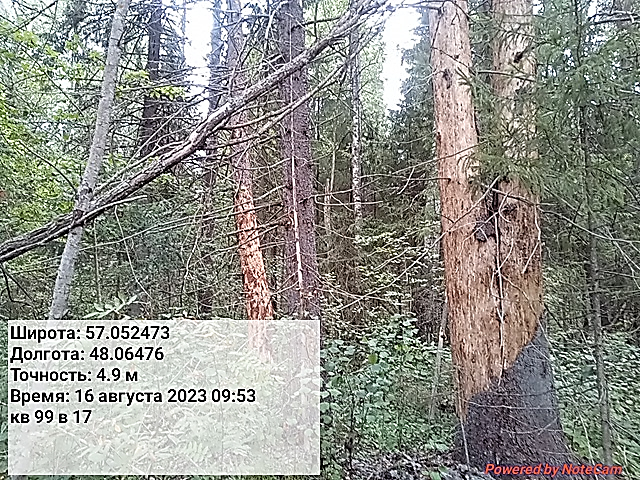 Широта: 57.052473
Долгота: 48.06476
Точность: 4.9 м
Время: 16 августа 2023 09:53
кв 99 в 17
Powered by NoteCam